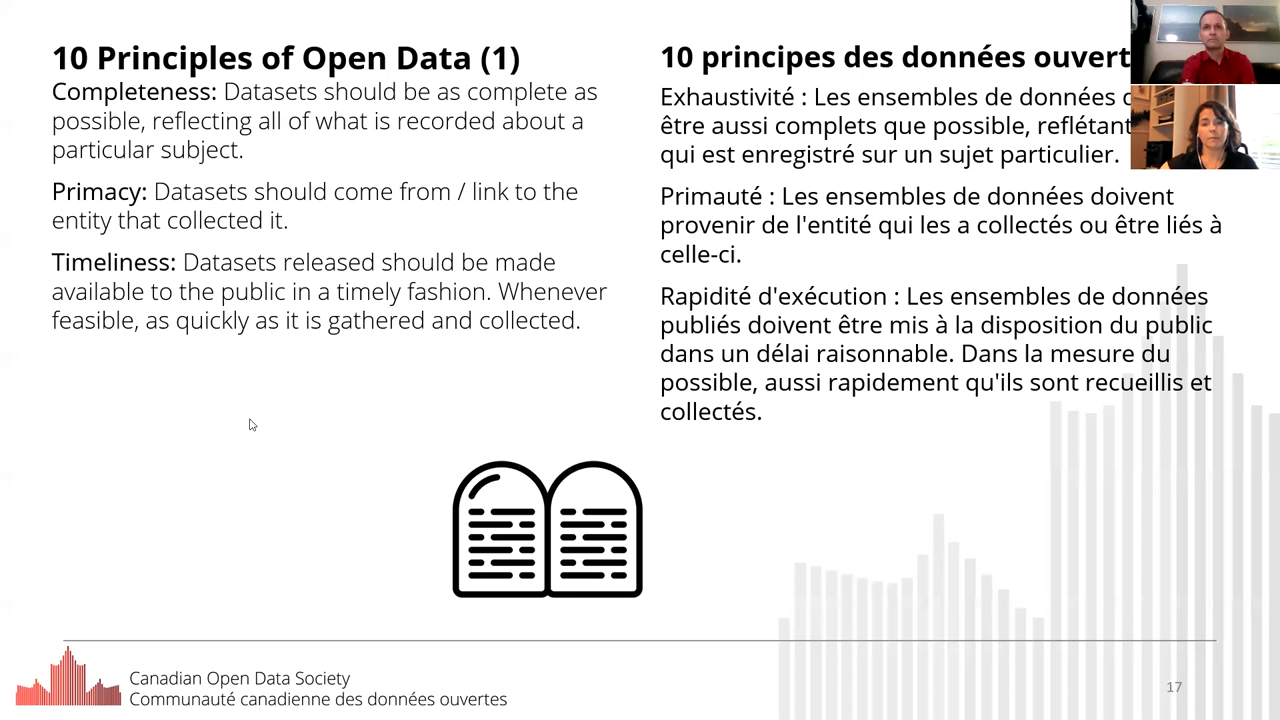 10 Principles of Open Data (1)
Completeness: Datasets should be as complete as
possible, reflecting all of what is recorded about a
particular subject.
Primacy: Datasets should come from / link to the
entity that collected it.
Timeliness: Datasets released should be made
available to the public in a timely fashion. Whenever
feasible, as quickly as it is gathered and collected.
10 principes des données
Exhaustivité : Les ensembles de données
être aussi complets que possible, reflétant
qui est enregistré sur un sujet particulier.
Primauté : Les ensembles de données doivent
provenir de l'entité qui les a collectés ou être liés à
celle-ci.
Rapidité d'exécution : Les ensembles de données
publiés doivent être mis à la disposition du public
dans un délai raisonnable. Dans la mesure du
possible, aussi rapidement qu'ils sont recueillis et
collectés.
Canadian Open Data Society
Communauté canadienne des données ouvertes
17